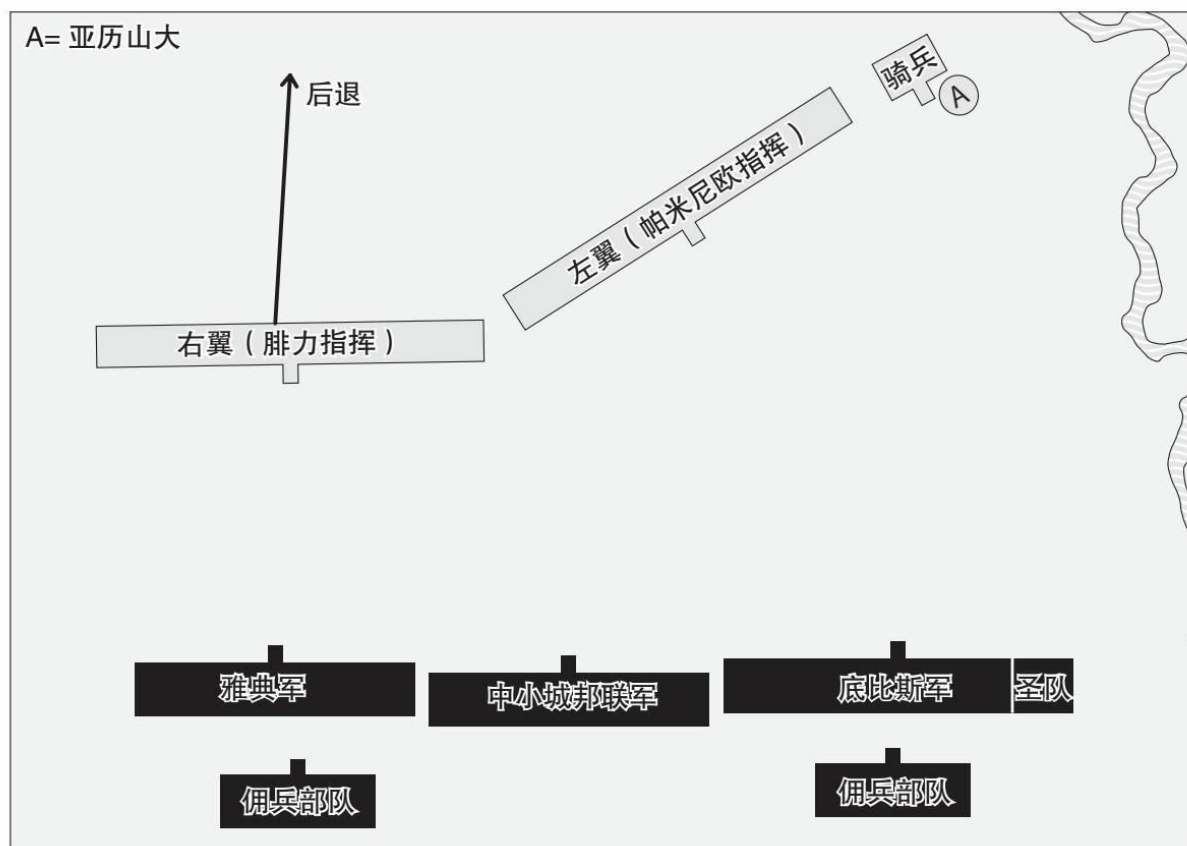 A= 亚历山大
后退
骑兵
A
左翼（帕米尼欧指挥）
右翼（腓力指挥）
雅典军
中小城邦联军
底比斯军
圣队
佣兵部队
佣兵部队